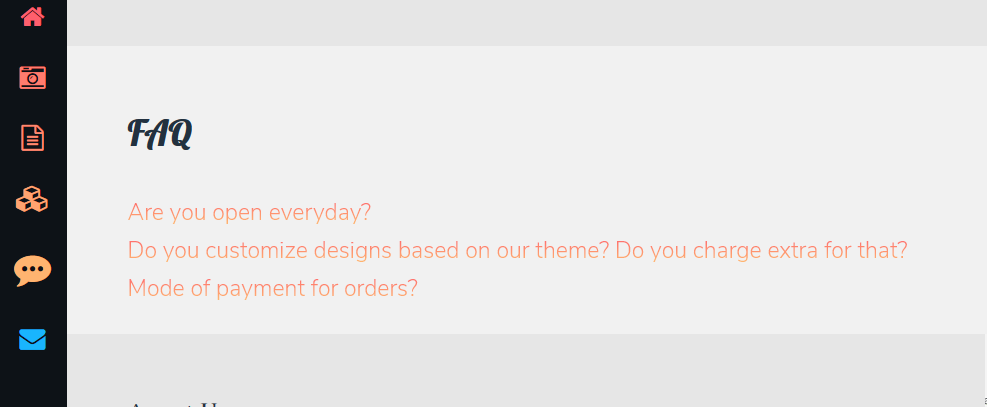 FAQ
Are you open everyday?
Do you customize designs based on our theme? Do you charge extra for that?
Mode of payment for orders?